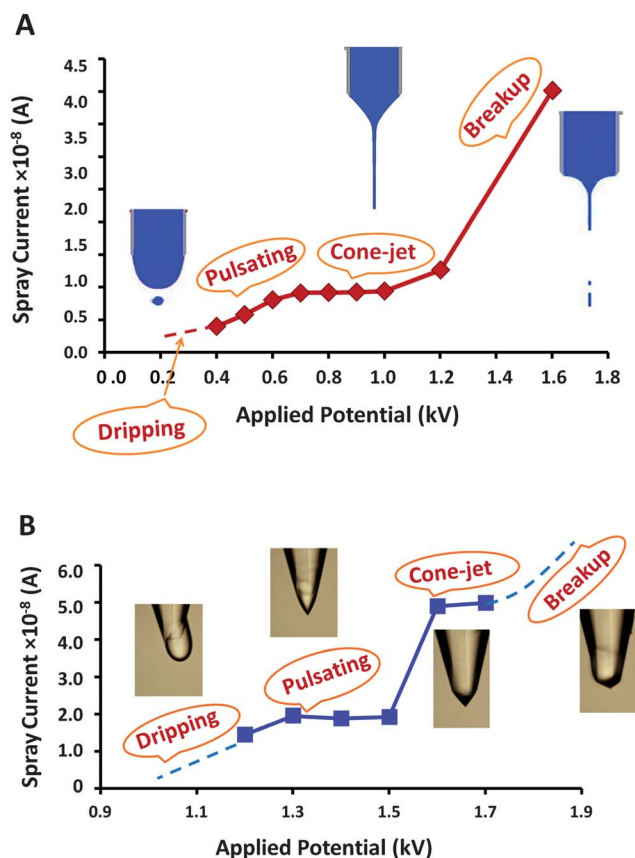 A
Spray Current ×10⁻⁸ (A)
4.5
4.0
3.5
2.0
1.5
1.0
0.5
0.0
0.0 0.2 0.4 0.6 0.8 1.0 1.2 1.4 1.6 1.8
Applied Potential (kV)
Dripping
Pulsating
Cone-jet
Breakup
B
Spray Current ×10⁻⁸ (A)
6.0
5.0
4.0
3.0
2.0
1.0
0
0.9 1.1 1.3 1.5 1.7 1.9
Applied Potential (kV)
Dripping
Pulsating
Cone-jet
Breakup